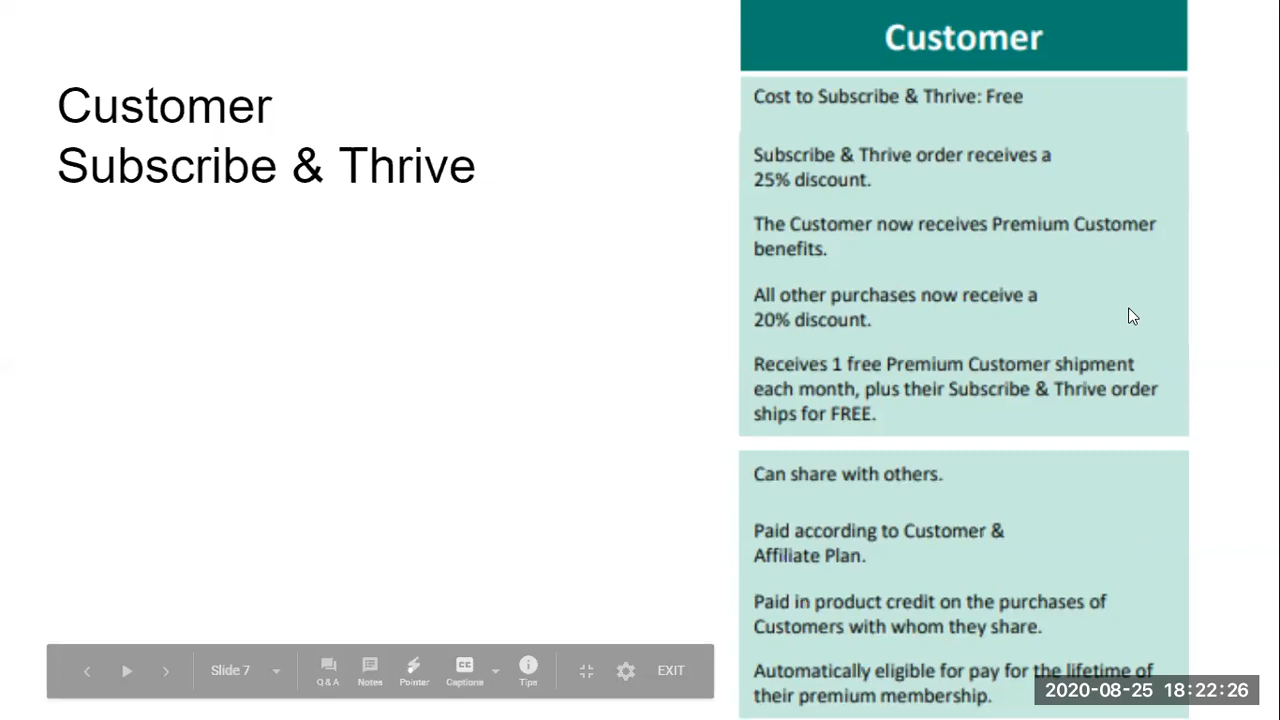 Customer
Subscribe & Thrive
Customer
Cost to Subscribe & Thrive: Free
Subscribe & Thrive order receives a
25% discount.
The Customer now receives Premium Customer
benefits.
All other purchases now receive a
20% discount.
Receives 1 free Premium Customer shipment
each month, plus their Subscribe & Thrive order
ships for FREE.
Can share with others.
Paid according to Customer &
Affiliate Plan.
Paid in product credit on the purchases of
Customers with whom they share.
Automatically eligible for pay for the lifetime of
their premium membership.
Slide 7
Q&A
Notes
Pointer
CC
Captions
Tips
EXIT
2020-08-25 18:22:26